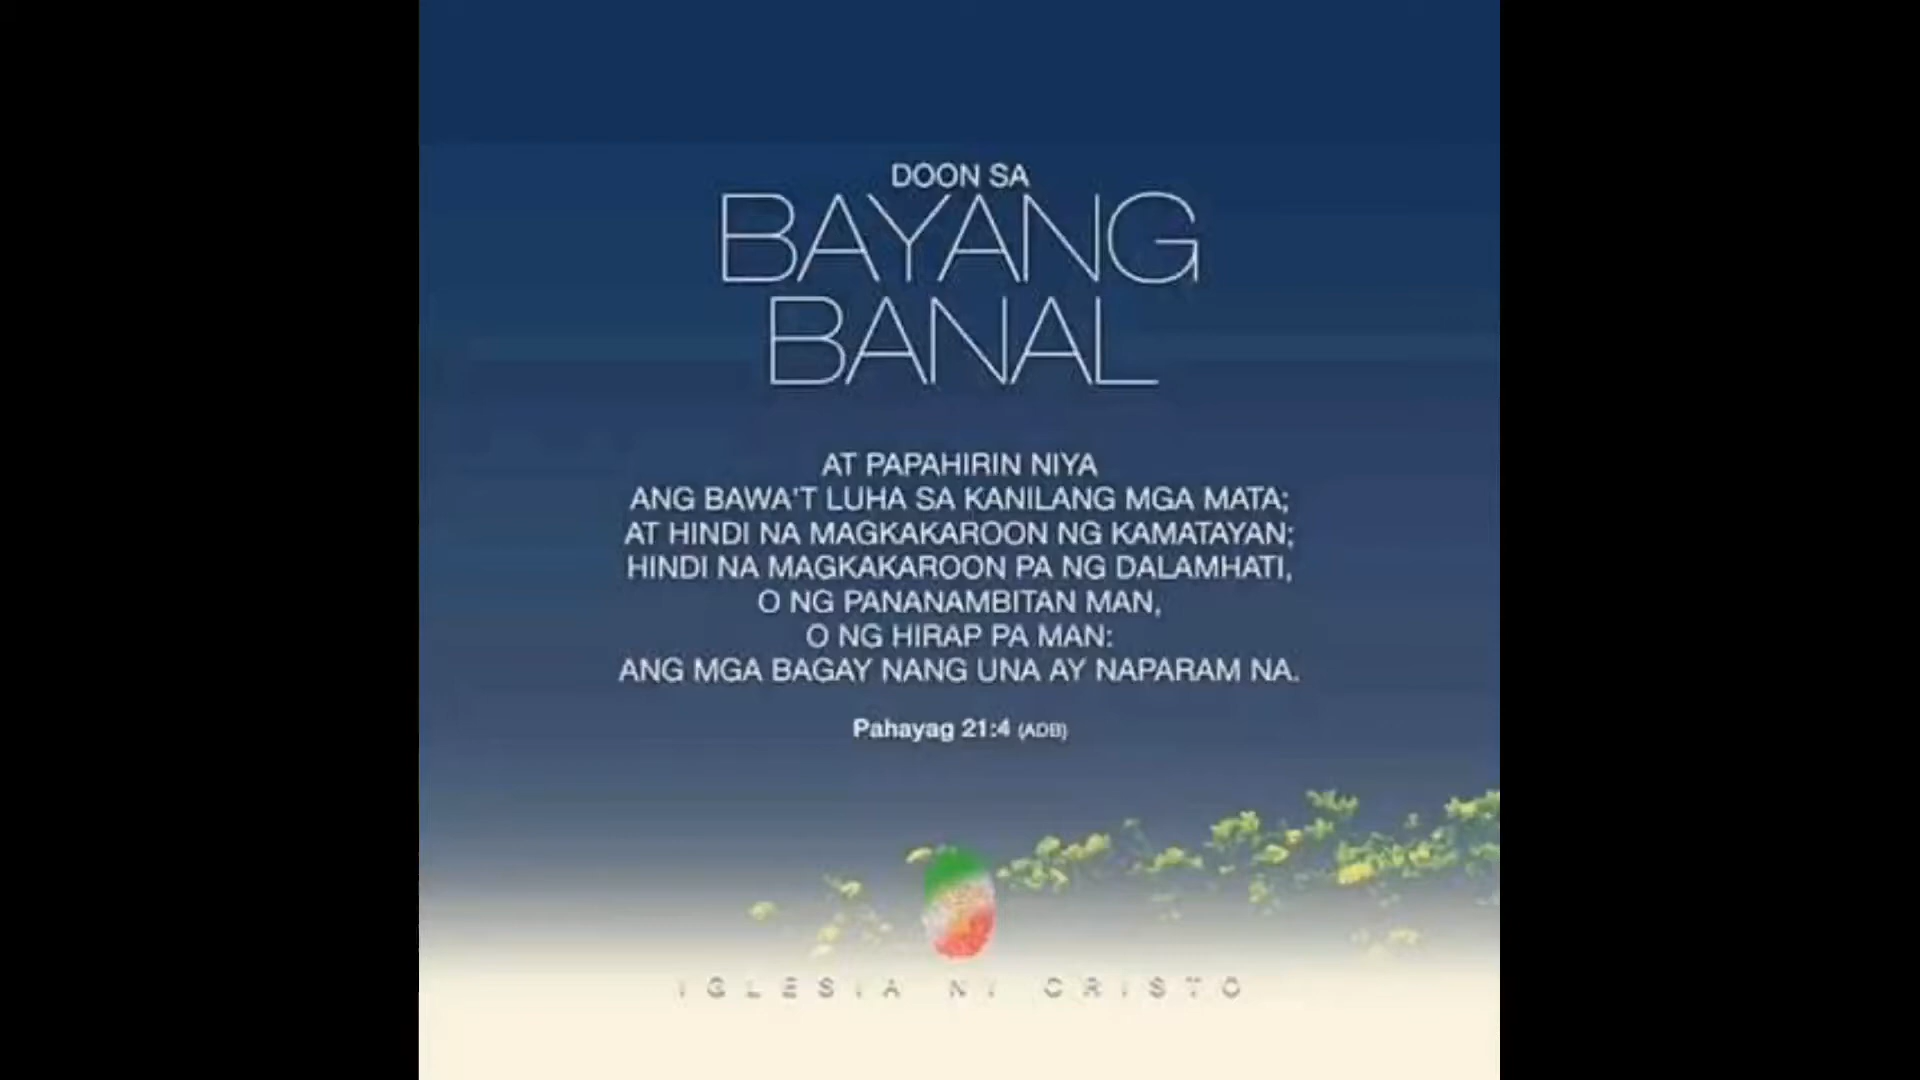 DOON SA
BAYANG
BANAL
AT PAPAHIRIN NIYA
ANG BAWA'T LUHA SA KANILANG MGA MATA;
AT HINDI NA MAGKAKAROON NG KAMATAYAN;
HINDI NA MAGKAKAROON PA NG DALAMHATI,
O NG PANANAMBITAN MAN,
O NG HIRAP PA MAN:
ANG MGA BAGAY NANG UNA AY NAPARAM NA.
Pahayag 21:4 (ADB)
IGLESIA NI CRISTO